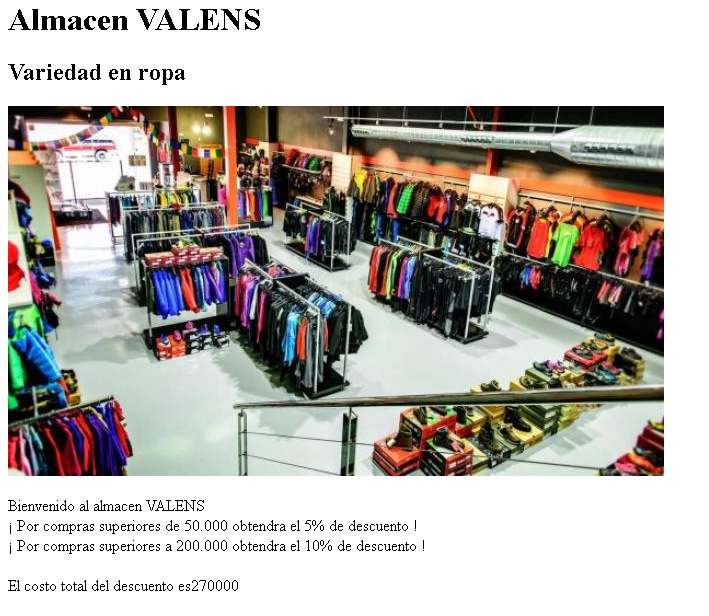 Almacen VALENS
Variedad en ropa
Bienvenido al almacen VALENS
¡ Por compras superiores de 50.000 obtendra el 5% de descuento !
¡ Por compras superiores a 200.000 obtendra el 10% de descuento !
El costo total del descuento es270000